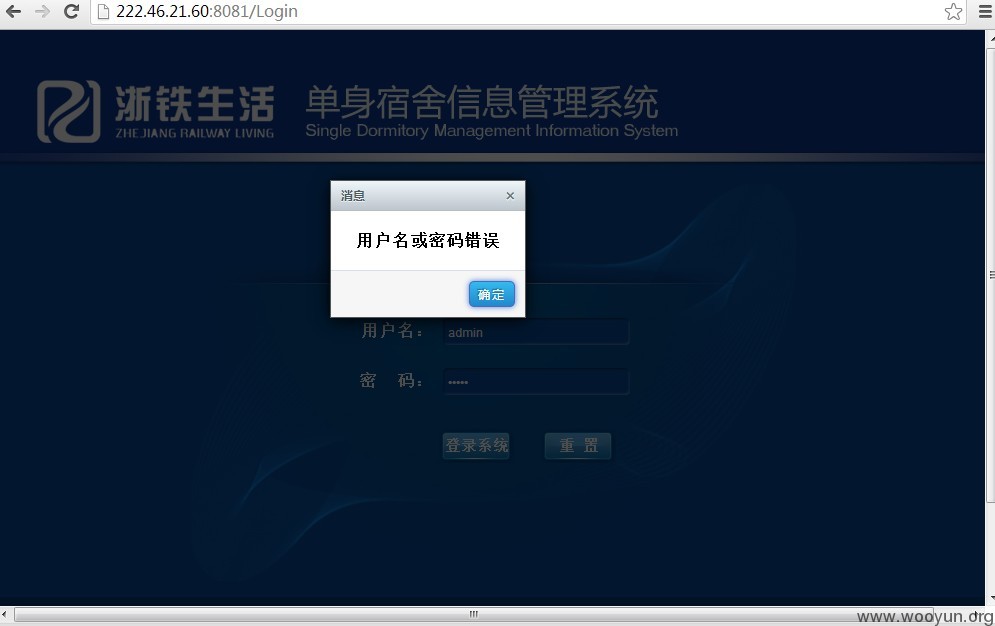 222.46.21.60:8081/Login
浙铁生活
ZHEJIANG RAILWAY LIVING
单身宿舍信息管理系统
Single Dormitory Management Information System
消息
用户名或密码错误
确定
用户名：
admin
密 码：
•••••
登录系统
重 置
www.wooyun.org